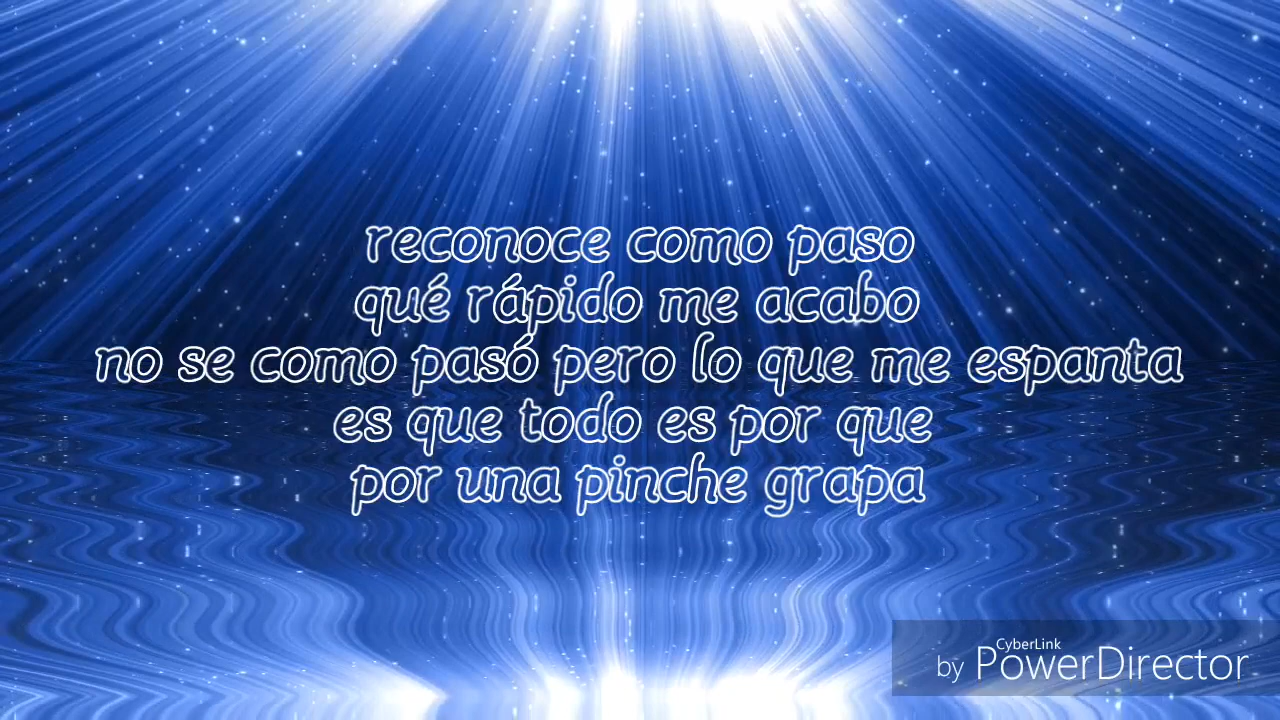 reconoce como paso
qué rápido me acabo
no se como pasó pero lo que me espanta
es que todo es por que
por una pinche grapa
CyberLink
by PowerDirector